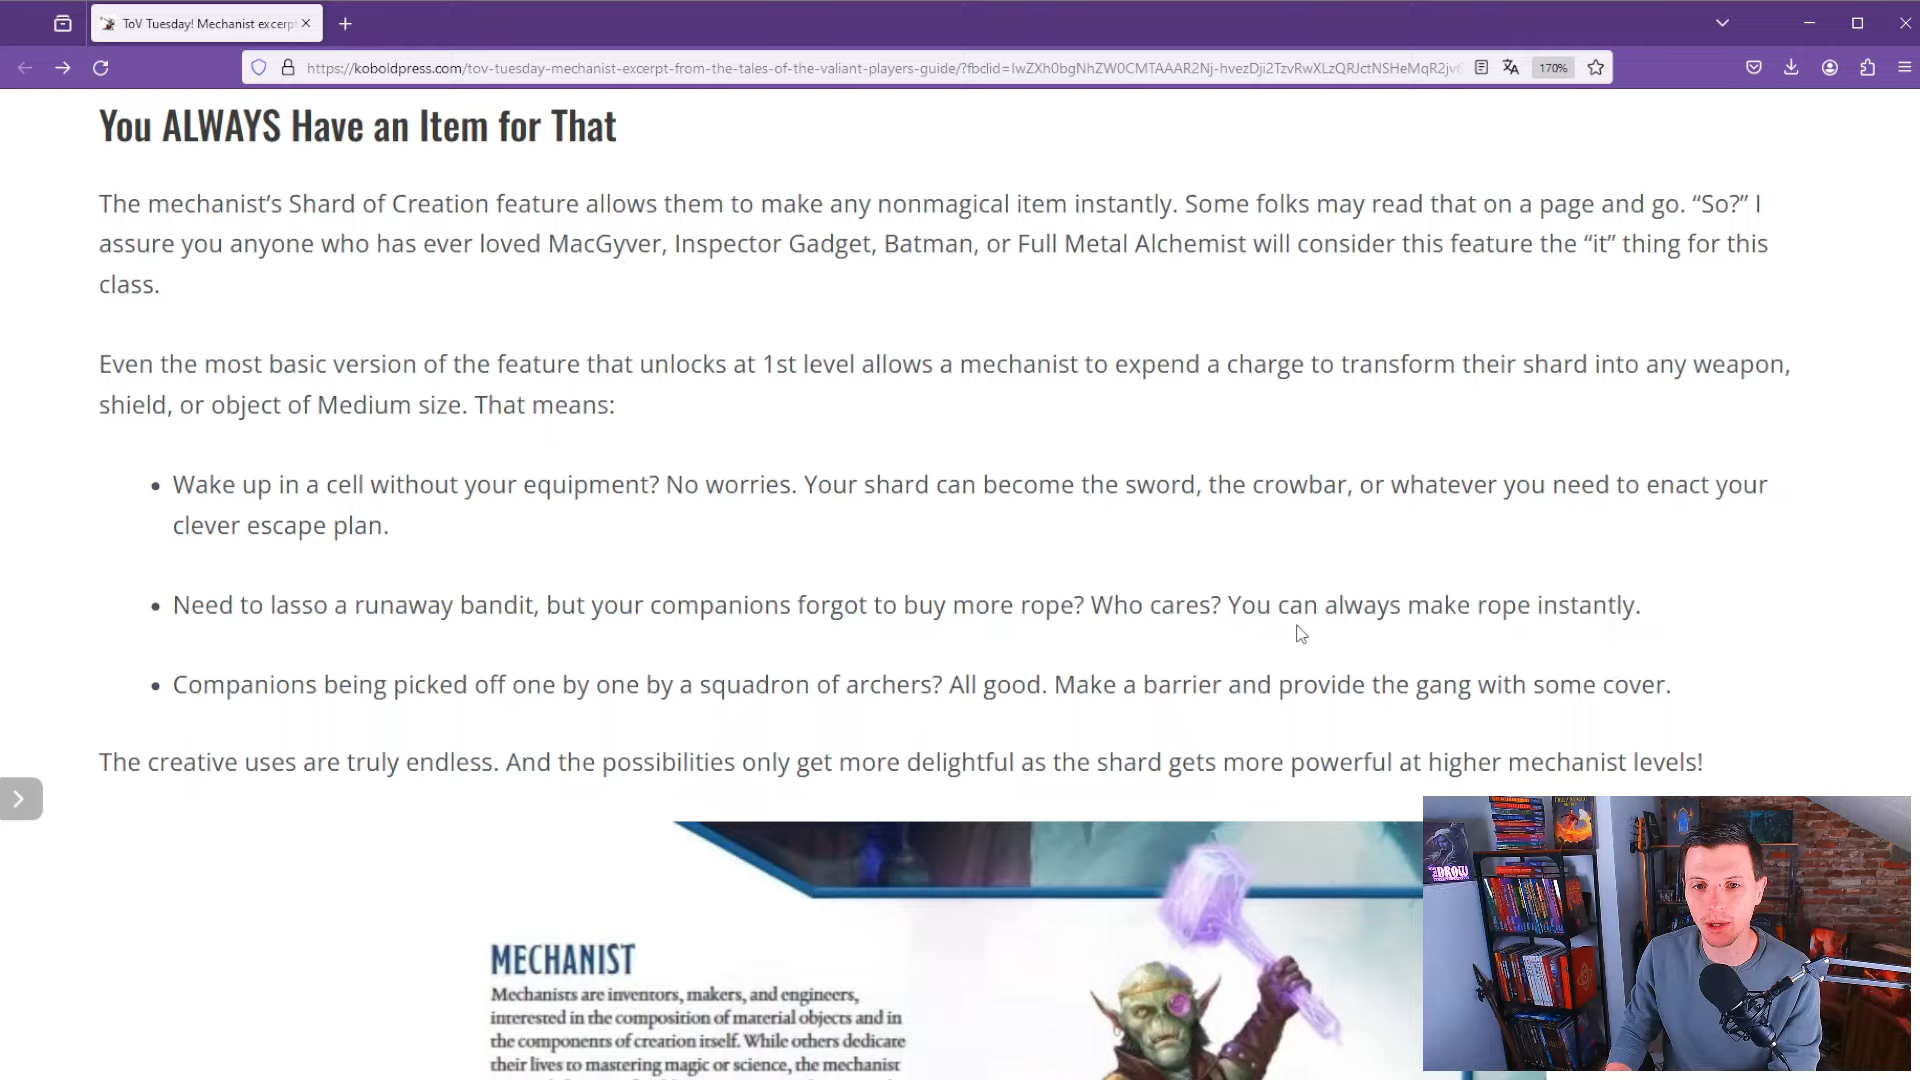 ToV Tuesday! Mechanist excerp
https://koboldpress.com/tov-tuesday-mechanist-excerpt-from-the-tales-of-the-valiant-players-guide/?fbclid=IwZXh0bgNhZW0CMTAAAR2Nj-hvezDji2TzvRwXLzQRJctNSHeMqR2jv6
170%
You ALWAYS Have an Item for That
The mechanist's Shard of Creation feature allows them to make any nonmagical item instantly. Some folks may read that on a page and go. “So?” I
assure you anyone who has ever loved MacGyver, Inspector Gadget, Batman, or Full Metal Alchemist will consider this feature the “it” thing for this
class.
Even the most basic version of the feature that unlocks at 1st level allows a mechanist to expend a charge to transform their shard into any weapon,
shield, or object of Medium size. That means:
• Wake up in a cell without your equipment? No worries. Your shard can become the sword, the crowbar, or whatever you need to enact your
clever escape plan.
• Need to lasso a runaway bandit, but your companions forgot to buy more rope? Who cares? You can always make rope instantly.
• Companions being picked off one by one by a squadron of archers? All good. Make a barrier and provide the gang with some cover.
The creative uses are truly endless. And the possibilities only get more delightful as the shard gets more powerful at higher mechanist levels!
MECHANIST
Mechanists are inventors, makers, and engineers,
interested in the composition of material objects and in
the components of creation itself. While others dedicate
their lives to mastering magic or science, the mechanist
DROW